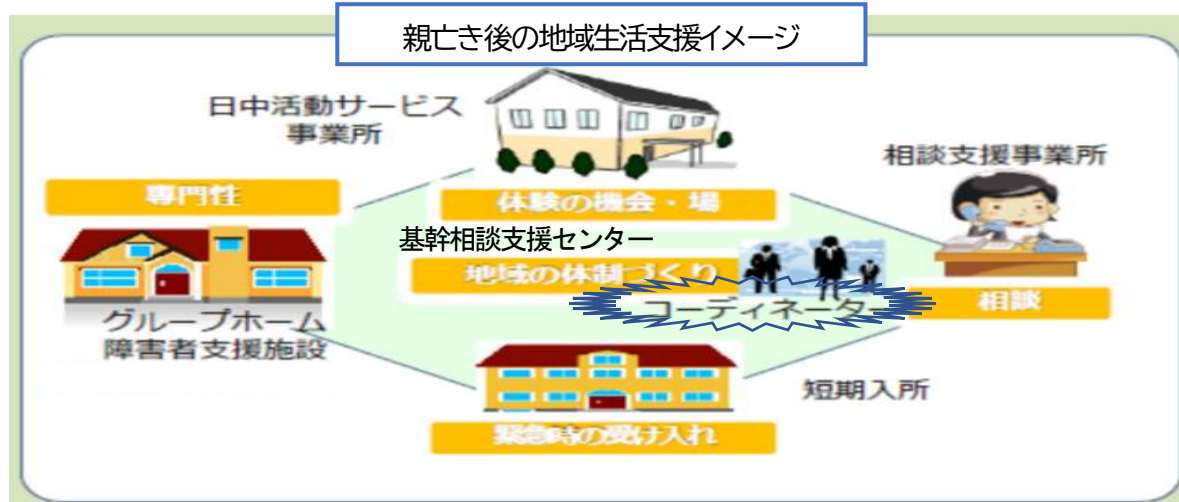 親亡き後の地域生活支援イメージ
日中活動サービス
事業所
相談支援事業所
専門性
体験の機会・場
基幹相談支援センター
地域の体制づくり
コーディネーター
相談
グループホーム
障害者支援施設
短期入所
緊急時の受け入れ